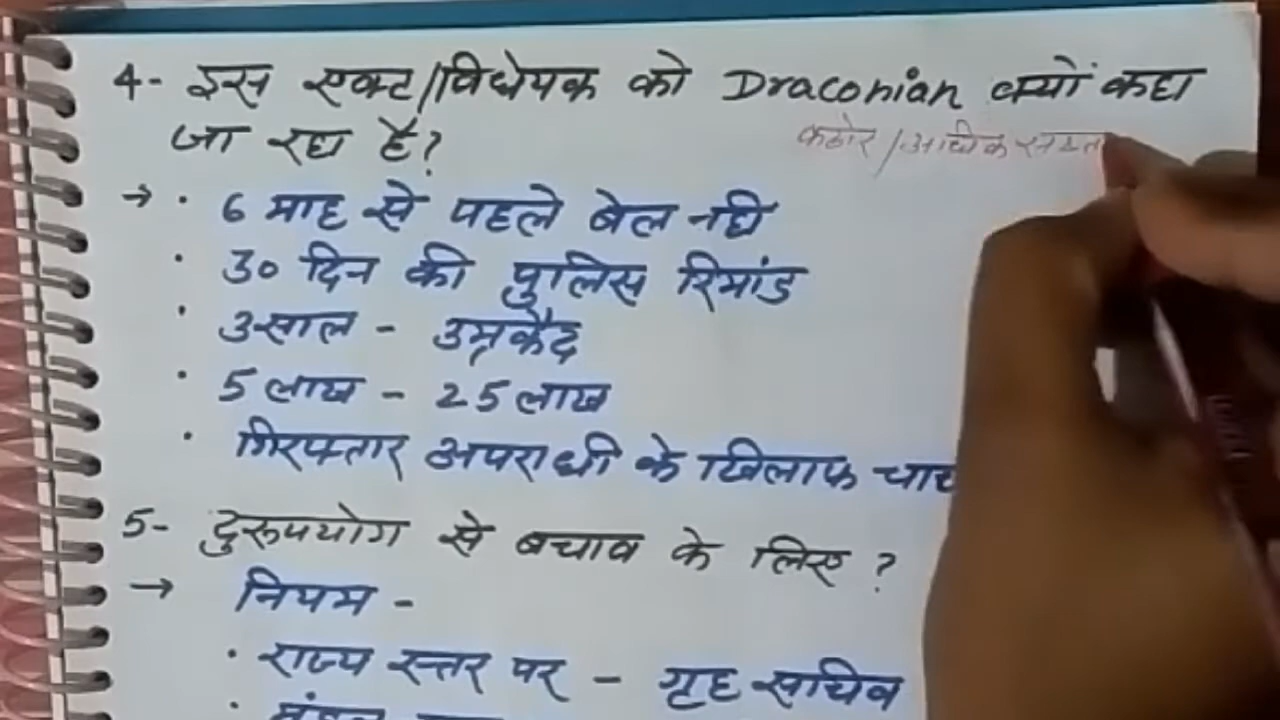 4- इस एक्ट/विधेयक को Draconian क्यों कहा
जा रहा है?
कठोर/अधिक सख्त
→ · 6 माह से पहले बेल नही
· 30 दिन की पुलिस रिमांड
· 3 साल - उम्रकैद
· 5 लाख - 25 लाख
· गिरफ्तार अपराधी के खिलाफ
5- दुरुपयोग से बचाव के लिए?
→ नियम -
· राज्य स्तर पर - गृह सचिव